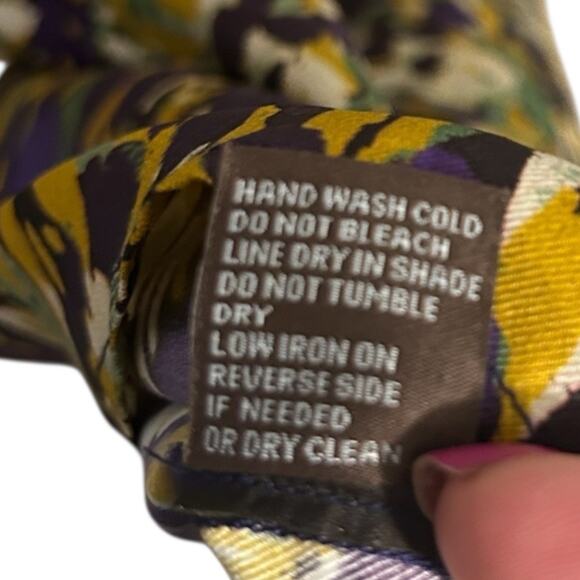 HAND WASH COLD
DO NOT BLEACH
LINE DRY IN SHADE
DO NOT TUMBLE
DRY
LOW IRON ON
REVERSE SIDE
IF NEEDED
OR DRY CLEAN